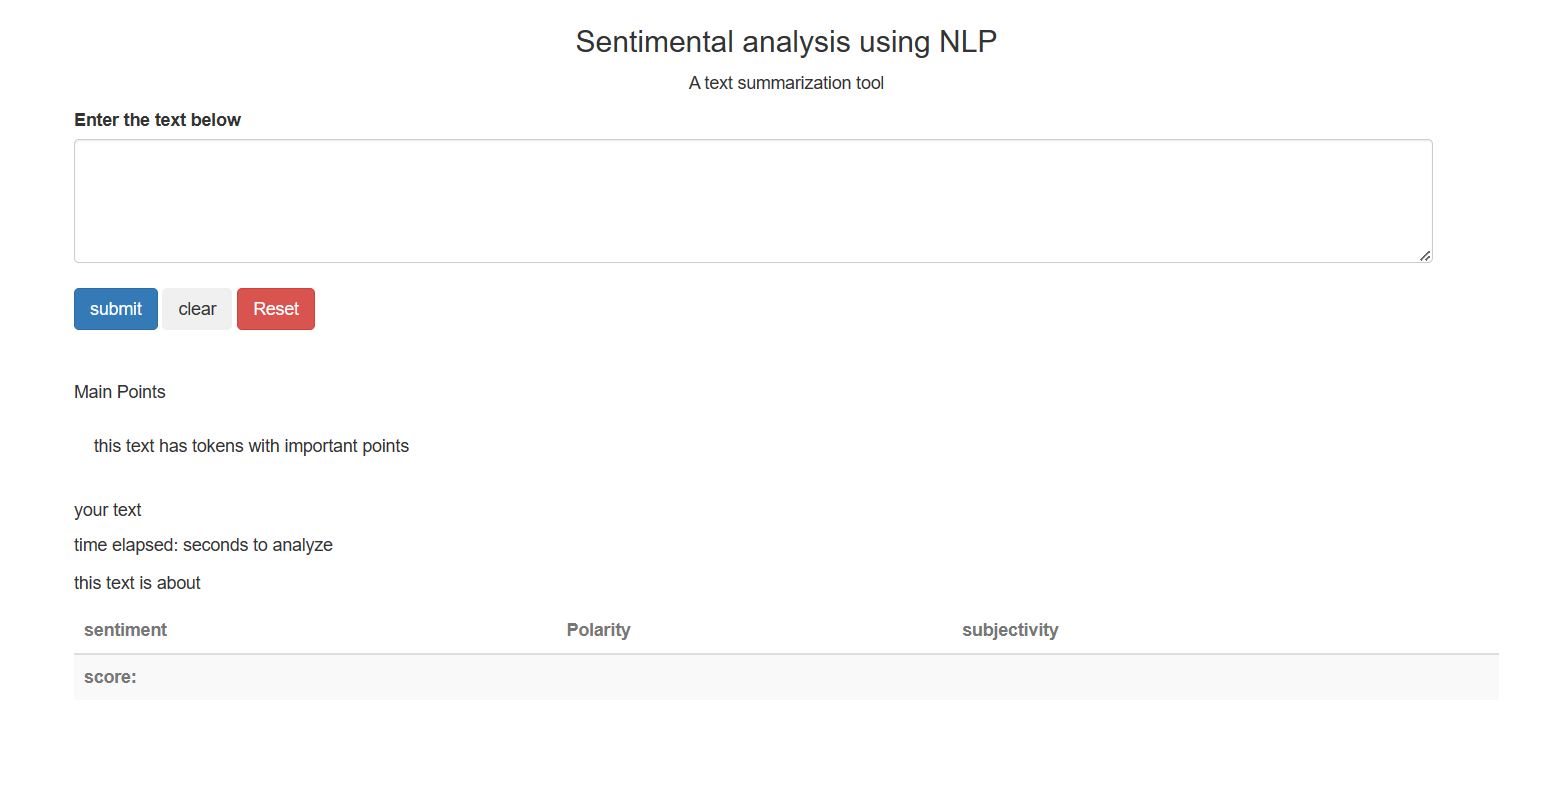 Sentimental analysis using NLP
A text summarization tool
Enter the text below
submit clear Reset
Main Points
this text has tokens with important points
your text
time elapsed: seconds to analyze
this text is about
sentiment Polarity subjectivity
score: